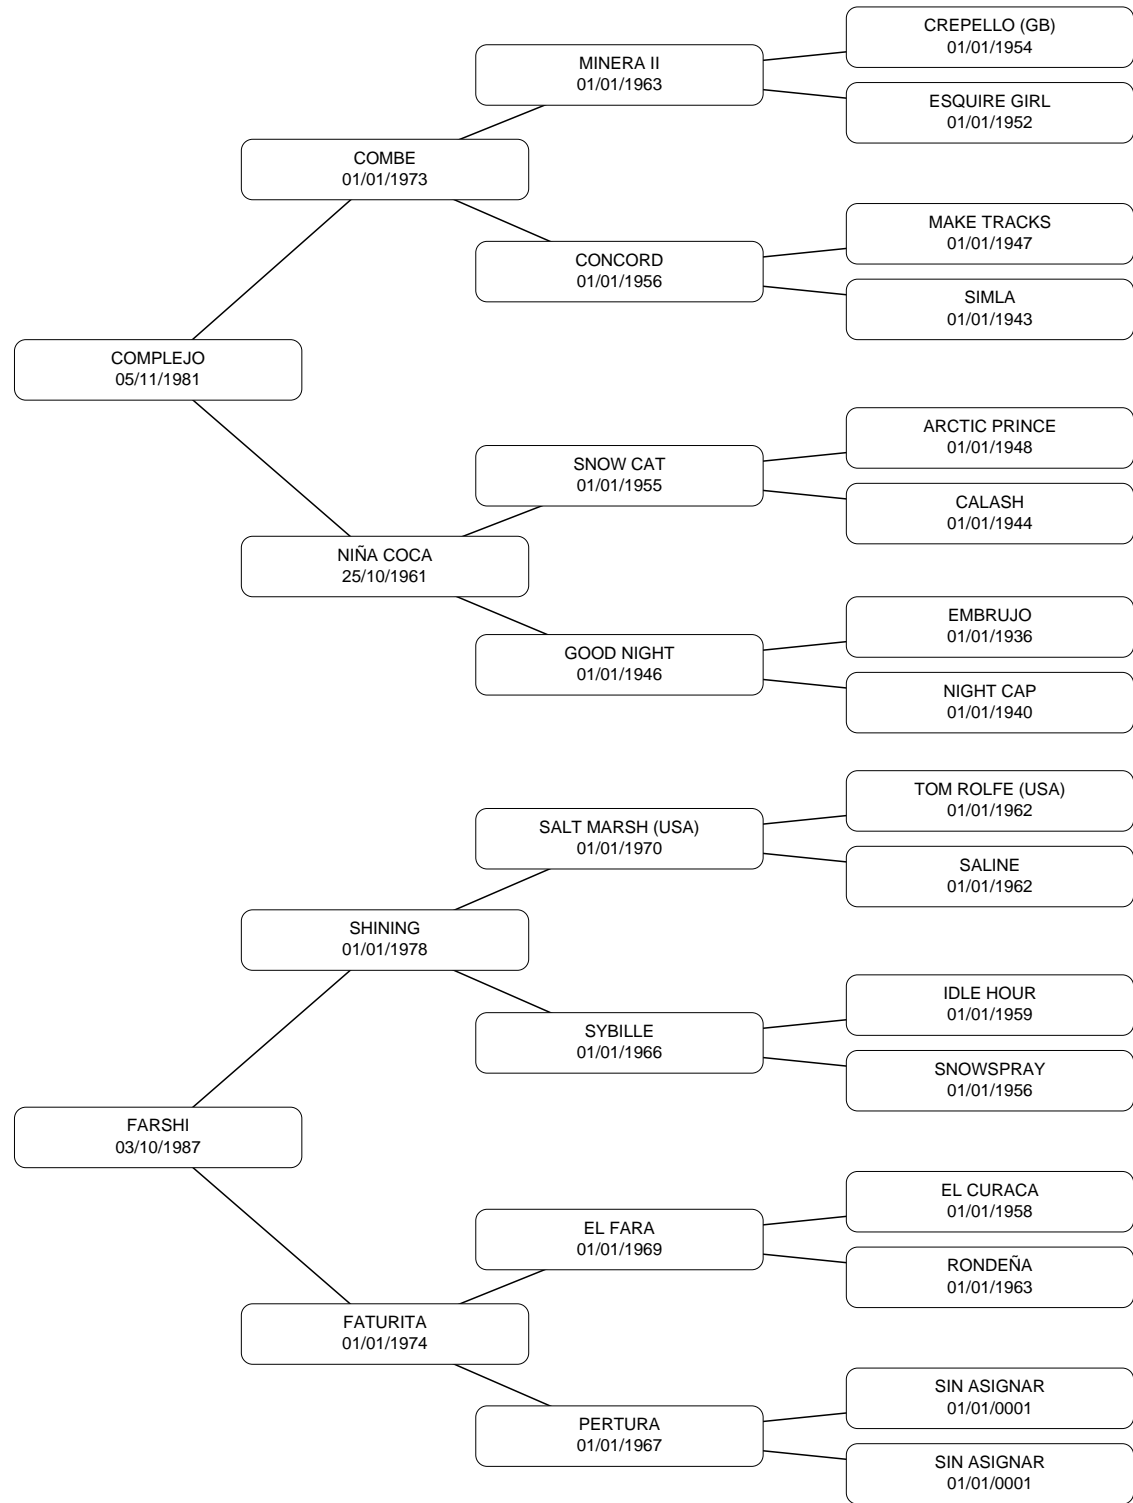 CREPELLO (GB)
01/01/1954
MINERA II
01/01/1963
ESQUIRE GIRL
01/01/1952
COMBE
01/01/1973
MAKE TRACKS
01/01/1947
CONCORD
01/01/1956
SIMLA
01/01/1943
COMPLEJO
05/11/1981
ARCTIC PRINCE
01/01/1948
SNOW CAT
01/01/1955
CALASH
01/01/1944
NIÑA COCA
25/10/1961
EMBRUJO
01/01/1936
GOOD NIGHT
01/01/1946
NIGHT CAP
01/01/1940
TOM ROLFE (USA)
01/01/1962
SALT MARSH (USA)
01/01/1970
SALINE
01/01/1962
SHINING
01/01/1978
IDLE HOUR
01/01/1959
SYBILLE
01/01/1966
SNOWSPRAY
01/01/1956
FARSHI
03/10/1987
EL CURACA
01/01/1958
EL FARA
01/01/1969
RONDEÑA
01/01/1963
FATURITA
01/01/1974
SIN ASIGNAR
01/01/0001
PERTURA
01/01/1967
SIN ASIGNAR
01/01/0001